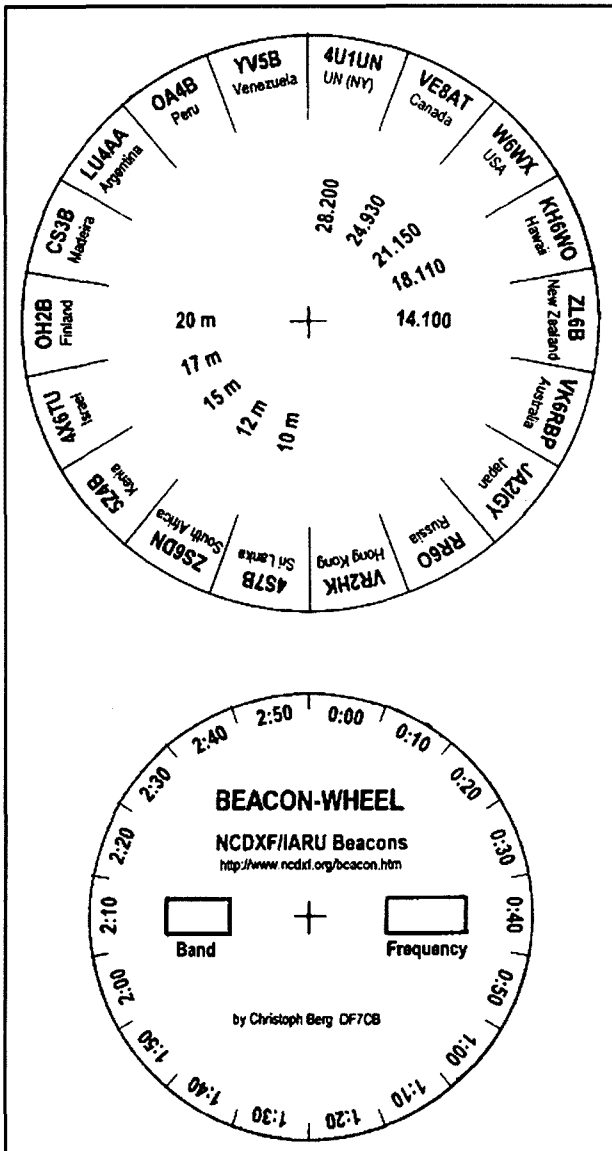 4U1UN
UN (NY)
VE8AT
Canada
W6WX
USA
KH6WO
Hawaii
ZL6B
New Zealand
VK6RBP
Australia
JA2IGY
Japan
RR6O
Russia
VR2HK
Hong Kong
4S7B
Sri Lanka
ZS6DN
South Africa
5Z4B
Kenia
4X6TU
Israel
OH2B
Finland
CS3B
Madeira
LU4AA
Argentina
OA4B
Peru
YV5B
Venezuela
28.200
24.930
21.150
18.110
14.100
20 m
17 m
15 m
12 m
10 m
0:00
0:10
0:20
0:30
0:40
0:50
1:00
1:10
1:20
1:30
1:40
1:50
2:00
2:10
2:20
2:30
2:40
2:50
BEACON-WHEEL
NCDXF/IARU Beacons
http://www.ncdxf.org/beacon.htm
Band
Frequency
by Christoph Berg DF7CB